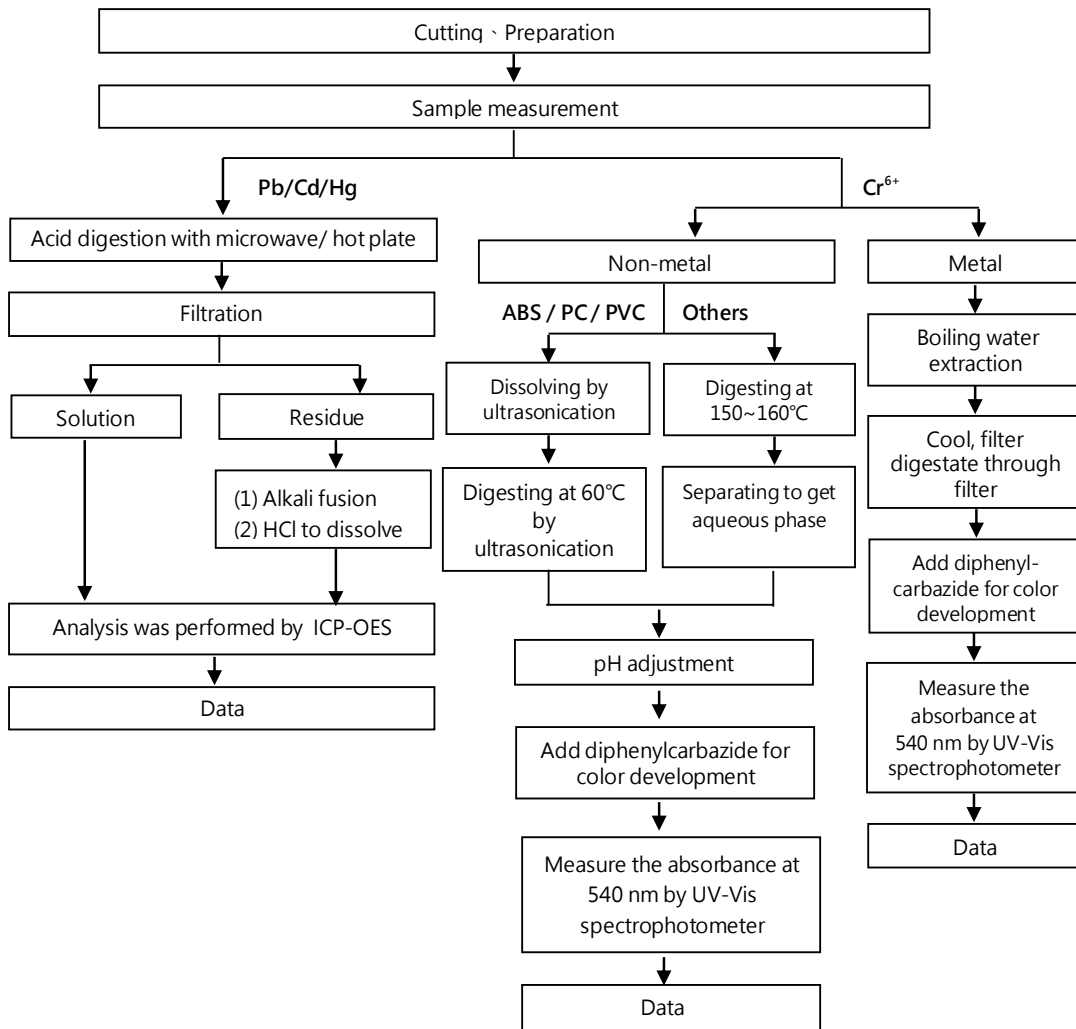 Cutting、Preparation
Sample measurement
Pb/Cd/Hg
Acid digestion with microwave/ hot plate
Filtration
Solution
Residue
(1) Alkali fusion
(2) HCl to dissolve
Analysis was performed by ICP-OES
Data
Cr⁶⁺
Non-metal
ABS / PC / PVC
Others
Dissolving by
ultrasonication
Digesting at 60℃
by
ultrasonication
Digesting at
150~160℃
Separating to get
aqueous phase
pH adjustment
Add diphenylcarbazide for
color development
Measure the absorbance at
540 nm by UV-Vis
spectrophotometer
Data
Metal
Boiling water
extraction
Cool, filter
digestate through
filter
Add diphenyl-
carbazide for color
development
Measure the
absorbance at
540 nm by UV-Vis
spectrophotometer
Data